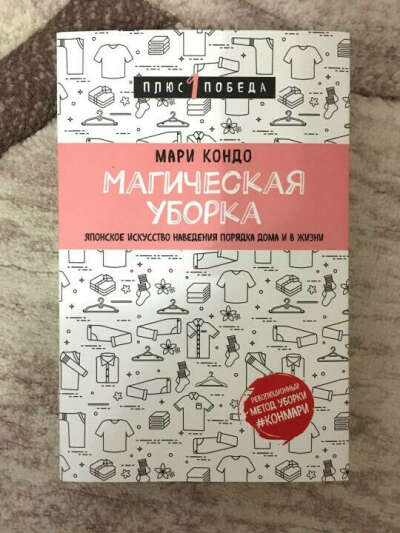 ПЛЮС 1 ПОБЕДА
МАРИ КОНДО
МАГИЧЕСКАЯ
УБОРКА
ЯПОНСКОЕ ИСКУССТВО НАВЕДЕНИЯ ПОРЯДКА ДОМА И В ЖИЗНИ
РЕВОЛЮЦИОННЫЙ
МЕТОД УБОРКИ
#КОНМАРИ